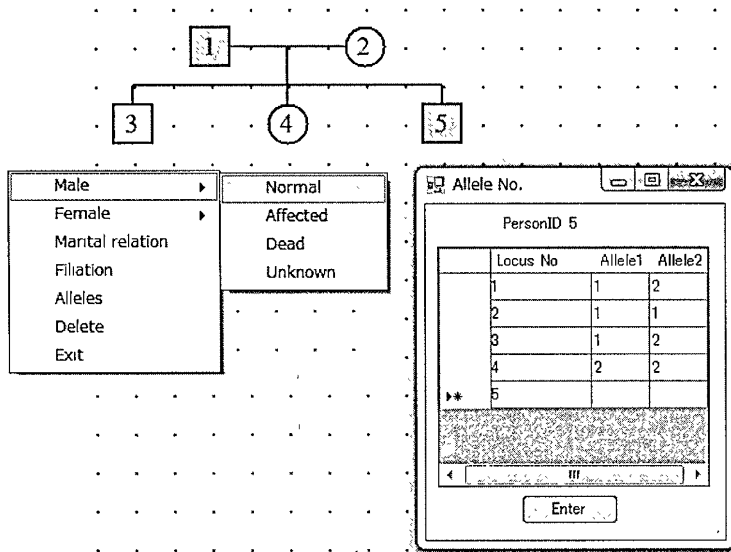 1 2
3 4 5
Male
Female
Marital relation
Filiation
Alleles
Delete
Exit
Normal
Affected
Dead
Unknown
Allele No.
PersonID 5
Locus No Allele1 Allele2
1 1 2
2 1 1
3 1 2
4 2 2
5
Enter